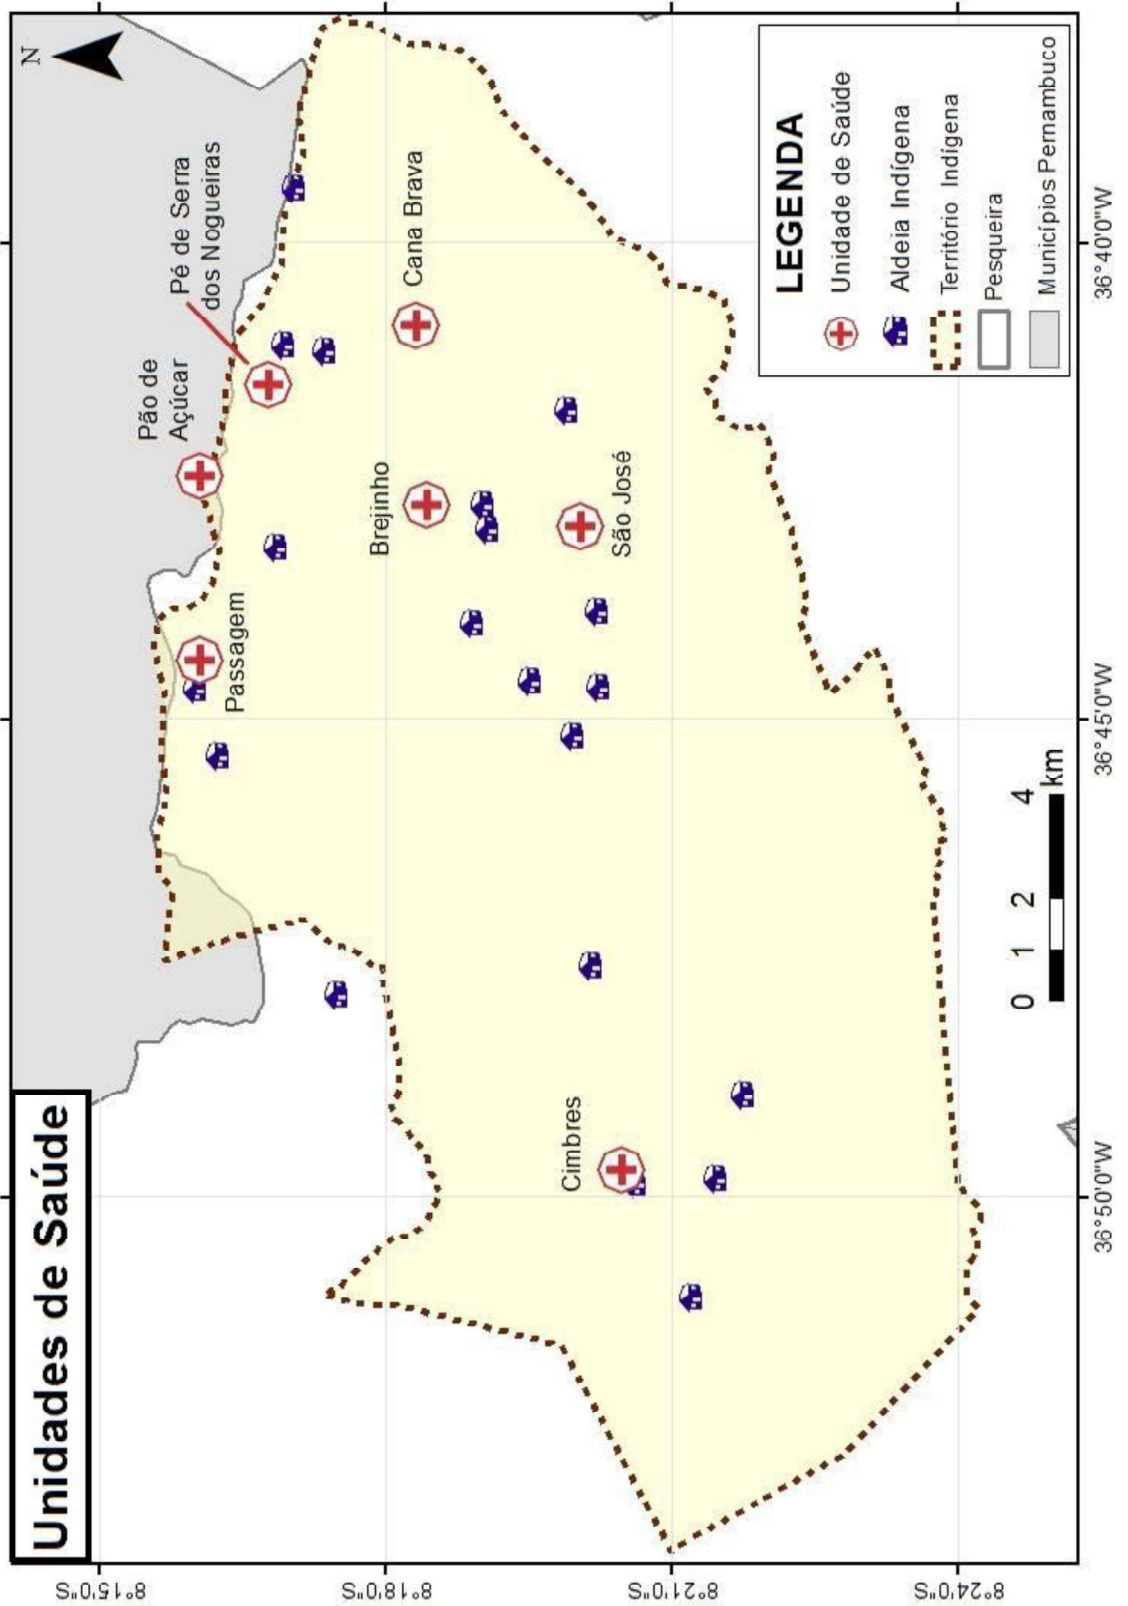 Unidades de Saúde
N
Pão de
Açúcar
Pé de Serra
dos Nogueiras
Passagem
Brejinho
Cana Brava
São José
Cimbres
LEGENDA
Unidade de Saúde
Aldeia Indígena
Território Indígena
Pesqueira
Municípios Pernambuco
0 1 2 4
km
8°15'0"S
8°18'0"S
8°21'0"S
8°24'0"S
36°50'0"W
36°45'0"W
36°40'0"W